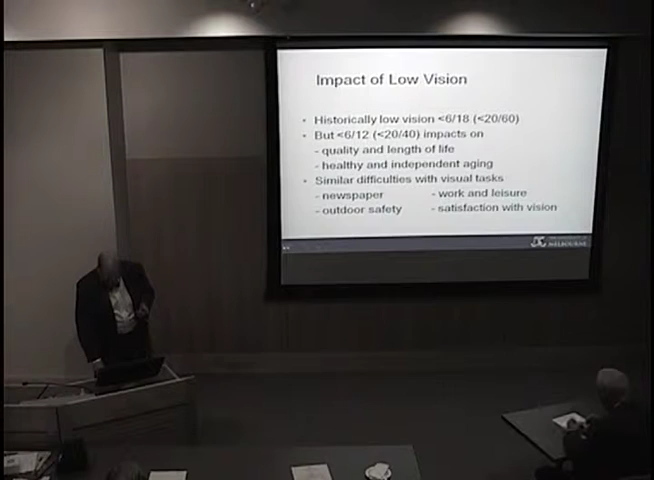 Impact of Low Vision
• Historically low vision <6/18 (<20/60)
• But <6/12 (<20/40) impacts on
- quality and length of life
- healthy and independent aging
• Similar difficulties with visual tasks
- newspaper - work and leisure
- outdoor safety - satisfaction with vision
MELBOURNE